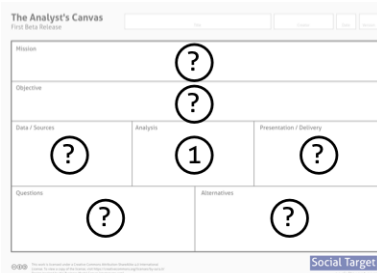 The Analyst's Canvas
First Beta Release
Mission
?
Objective
?
Data / Sources
Analysis
Presentation / Delivery
?
1
?
Questions
Alternatives
?
?
Social Target